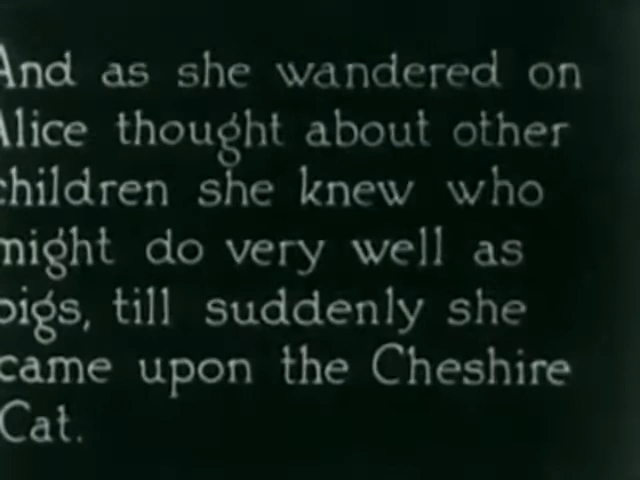 And as she wandered on
Alice thought about other
children she knew who
might do very well as
pigs, till suddenly she
came upon the Cheshire
Cat.